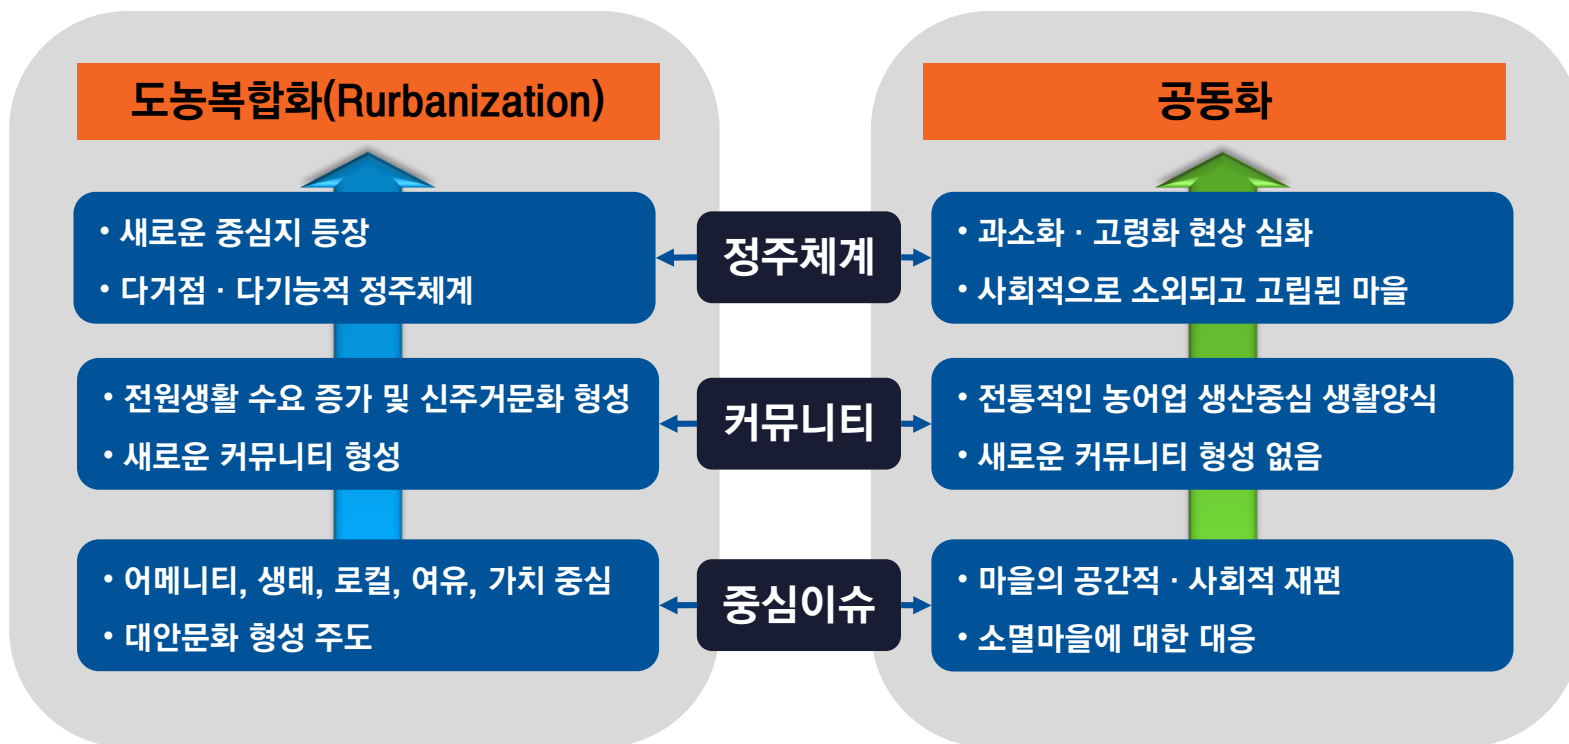 도농복합화(Rurbanization)
공동화
• 새로운 중심지 등장
• 다거점 · 다기능적 정주체계
정주체계
• 과소화 · 고령화 현상 심화
• 사회적으로 소외되고 고립된 마을
• 전원생활 수요 증가 및 신주거문화 형성
• 새로운 커뮤니티 형성
커뮤니티
• 전통적인 농어업 생산중심 생활양식
• 새로운 커뮤니티 형성 없음
• 어메니티, 생태, 로컬, 여유, 가치 중심
• 대안문화 형성 주도
중심이슈
• 마을의 공간적 · 사회적 재편
• 소멸마을에 대한 대응